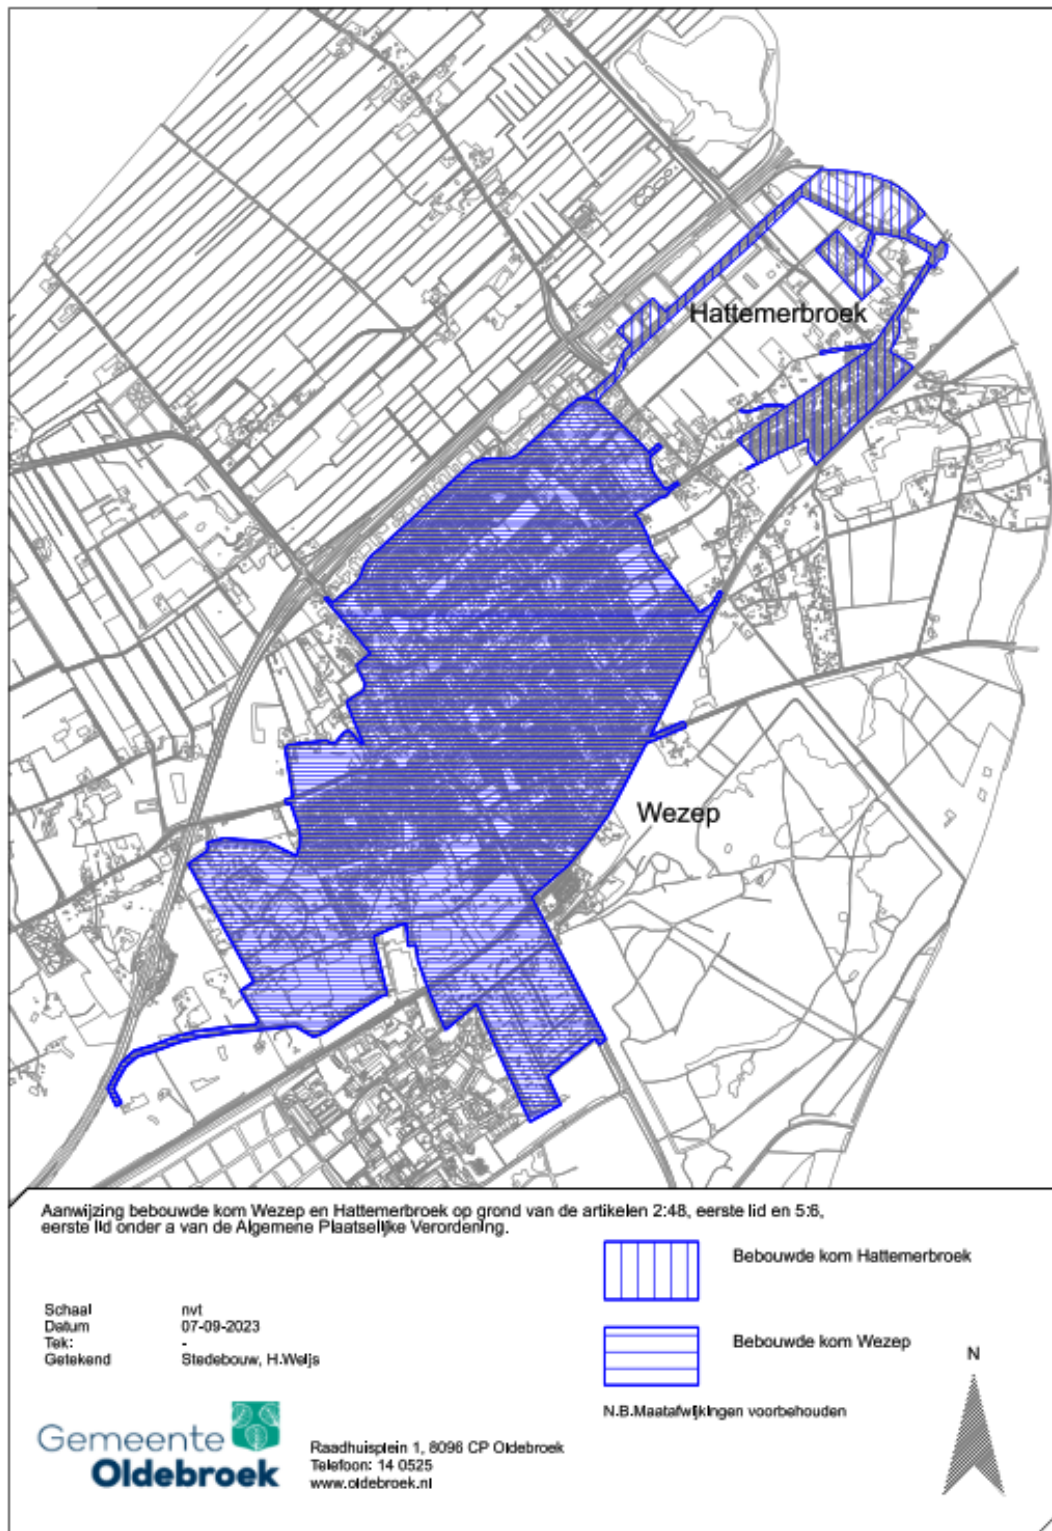 Hattemerbroek
Wezep
Aanwijzing bebouwde kom Wezep en Hattemerbroek op grond van de artikelen 2:48, eerste lid en 5:6,
eerste lid onder a van de Algemene Plaatselijke Verordening.
Bebouwde kom Hattemerbroek
Schaal nvt
Datum 07-09-2023
Tek: -
Getekend Stedebouw, H.Weijs
Bebouwde kom Wezep
N
N.B.Maatafwijkingen voorbehouden
Gemeente
Oldebroek
Raadhuisplein 1, 8096 CP Oldebroek
Telefoon: 14 0525
www.oldebroek.nl